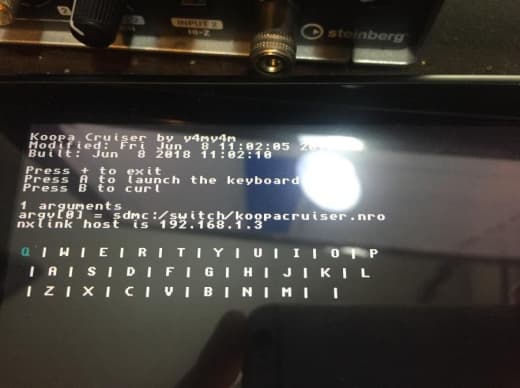 INPUT 2
HI-Z
steinberg
Koopa Cruiser by y4my4m
Modified: Fri Jun 8 11:02:05
Built: Jun 8 2018 11:02:10
Press + to exit
Press A to launch the keyboard
Press B to curl
1 arguments
argv[0] = sdmc:/switch/koopacruiser.nro
nxlink host is 192.168.1.3
Q | W | E | R | T | Y | U | I | O | P
| A | S | D | F | G | H | J | K | L
| Z | X | C | V | B | N | M | |